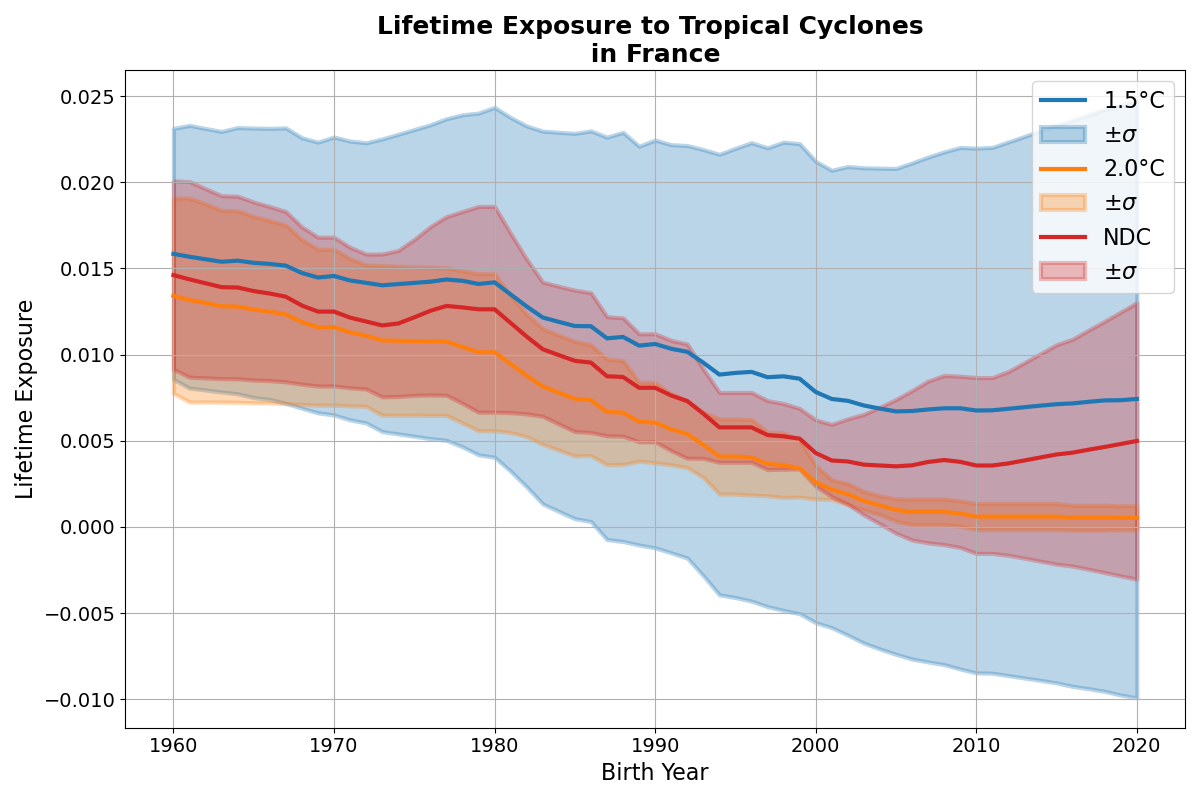 Lifetime Exposure to Tropical Cyclones
in France
Lifetime Exposure
0.025
0.020
0.015
0.010
0.005
0.000
−0.005
−0.010
1960
1970
1980
1990
2000
2010
2020
Birth Year
1.5°C
±σ
2.0°C
±σ
NDC
±σ